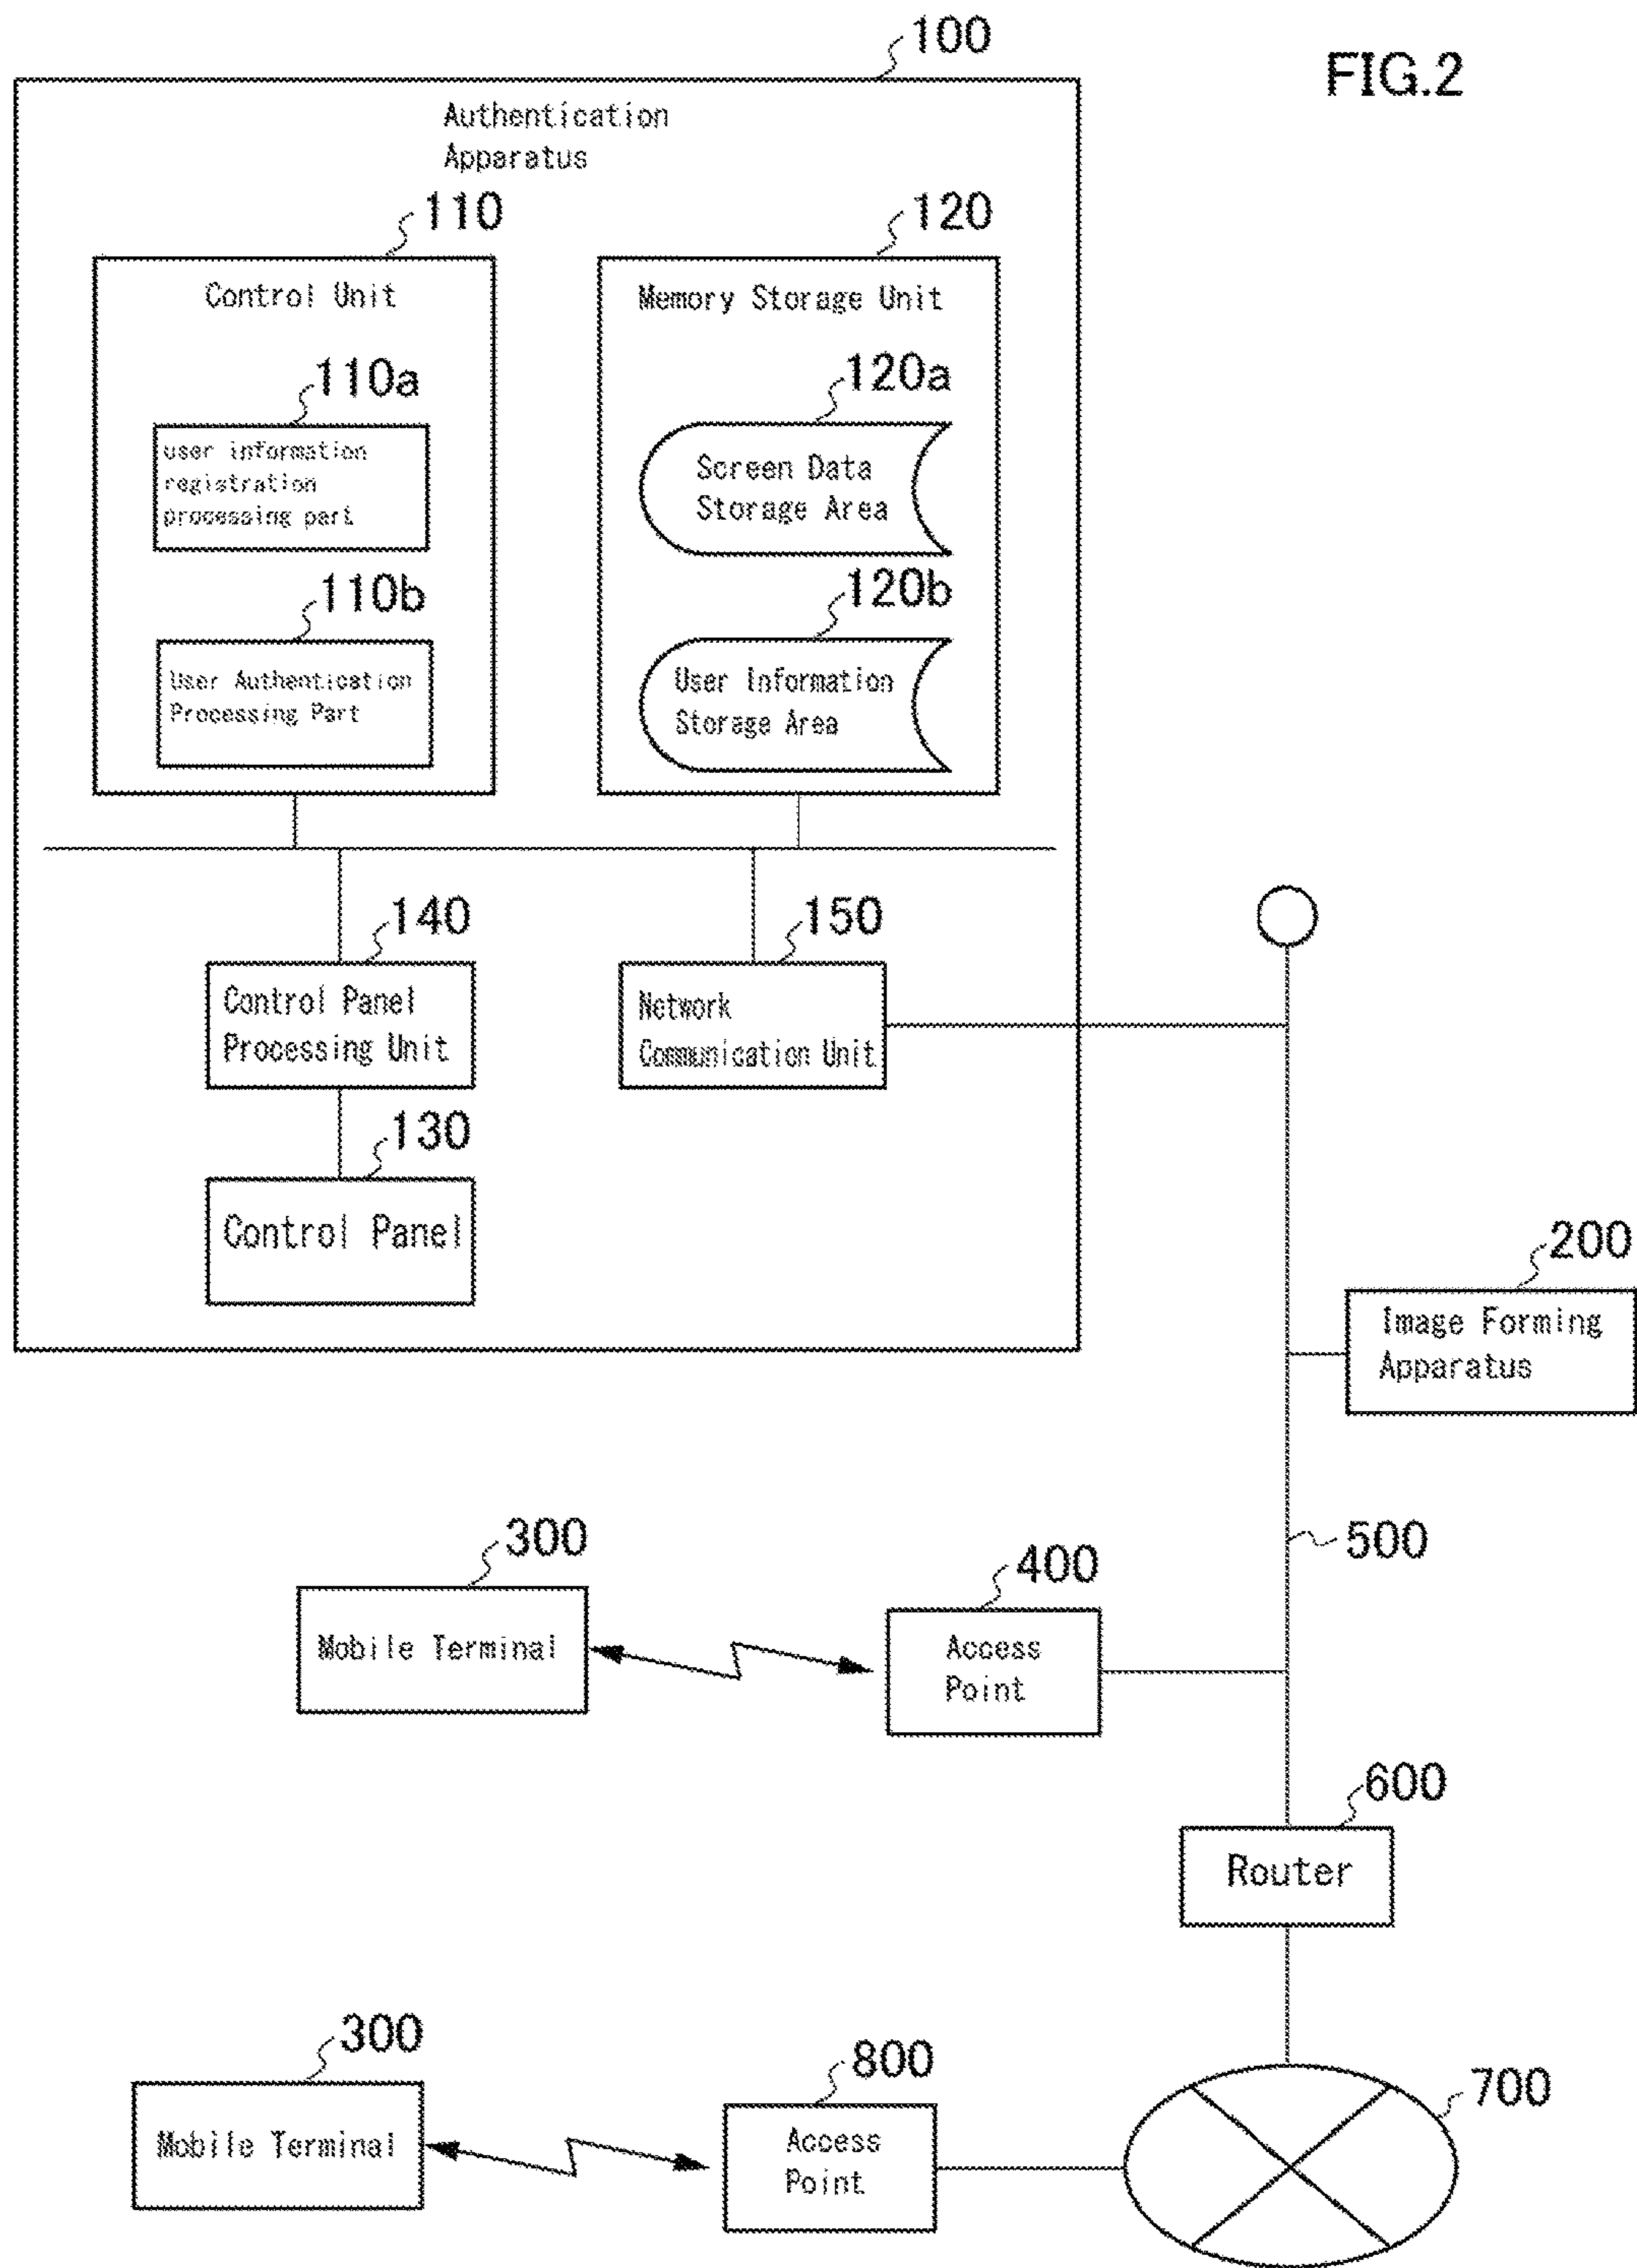 FIG.2
100
Authentication
Apparatus
110
Control Unit
110a
user information
registration
processing part
110b
User Authentication
Processing Part
120
Memory Storage Unit
120a
Screen Data
Storage Area
120b
User Information
Storage Area
140
Control Panel
Processing Unit
150
Network
Communication Unit
130
Control Panel
200
Image Forming
Apparatus
500
300
Mobile Terminal
400
Access
Point
600
Router
300
Mobile Terminal
800
Access
Point
700